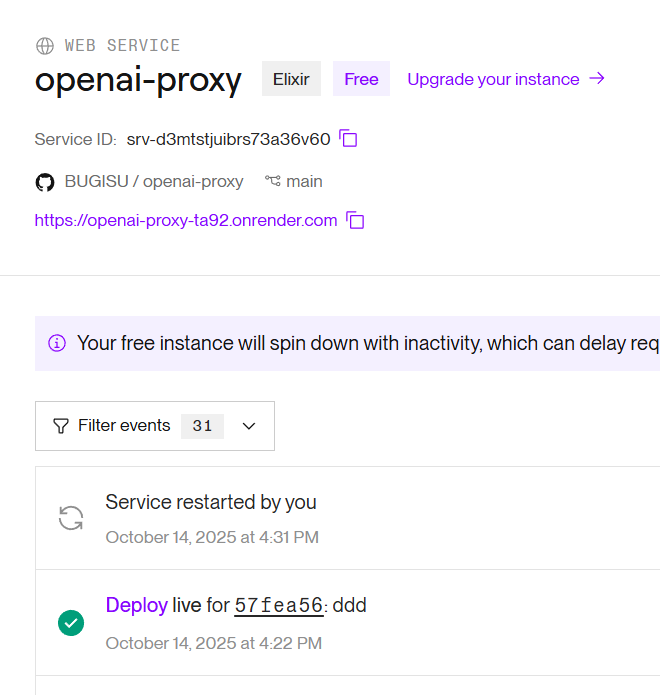 WEB SERVICE
openai-proxy Elixir Free Upgrade your instance →
Service ID: srv-d3mtstjuibrs73a36v60
BUGISU / openai-proxy main
https://openai-proxy-ta92.onrender.com
Your free instance will spin down with inactivity, which can delay req
Filter events 31
Service restarted by you
October 14, 2025 at 4:31 PM
Deploy live for 57fea56: ddd
October 14, 2025 at 4:22 PM